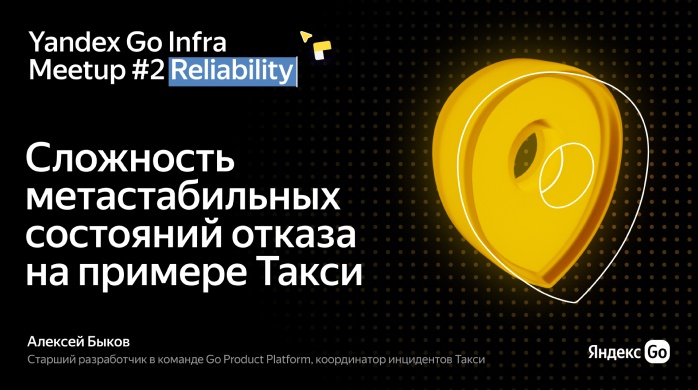 Yandex Go Infra
Meetup #2 Reliability
Сложность
метастабильных
состояний отказа
на примере Такси
Алексей Быков
Старший разработчик в команде Go Product Platform, координатор инцидентов Такси
Яндекс Go